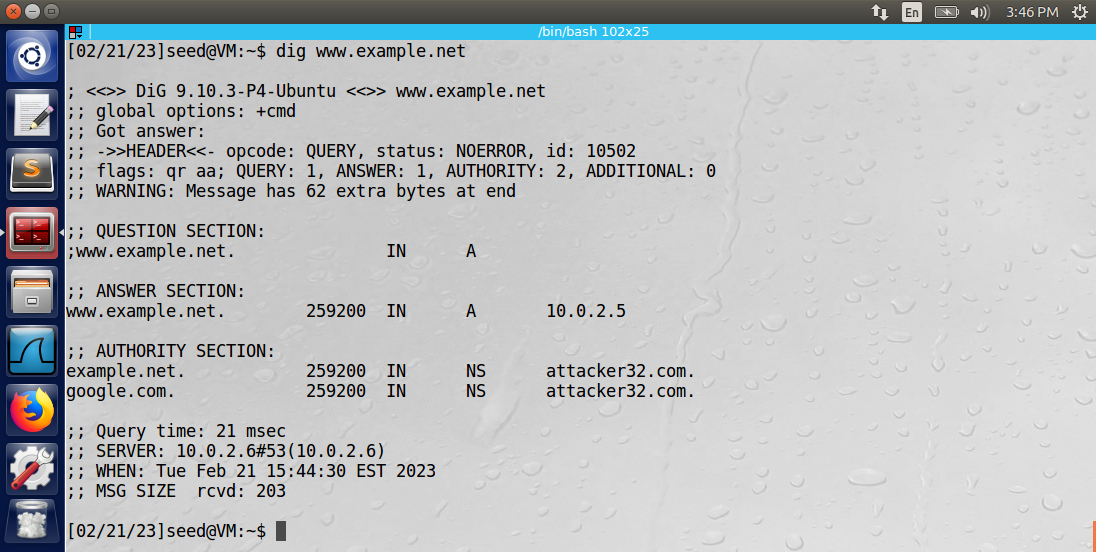 En 3:46 PM
/bin/bash 102x25
[02/21/23]seed@VM:~$ dig www.example.net
; <<>> DiG 9.10.3-P4-Ubuntu <<>> www.example.net
;; global options: +cmd
;; Got answer:
;; ->>HEADER<<- opcode: QUERY, status: NOERROR, id: 10502
;; flags: qr aa; QUERY: 1, ANSWER: 1, AUTHORITY: 2, ADDITIONAL: 0
;; WARNING: Message has 62 extra bytes at end
;; QUESTION SECTION:
;www.example.net. IN A
;; ANSWER SECTION:
www.example.net. 259200 IN A 10.0.2.5
;; AUTHORITY SECTION:
example.net. 259200 IN NS attacker32.com.
google.com. 259200 IN NS attacker32.com.
;; Query time: 21 msec
;; SERVER: 10.0.2.6#53(10.0.2.6)
;; WHEN: Tue Feb 21 15:44:30 EST 2023
;; MSG SIZE rcvd: 203
[02/21/23]seed@VM:~$